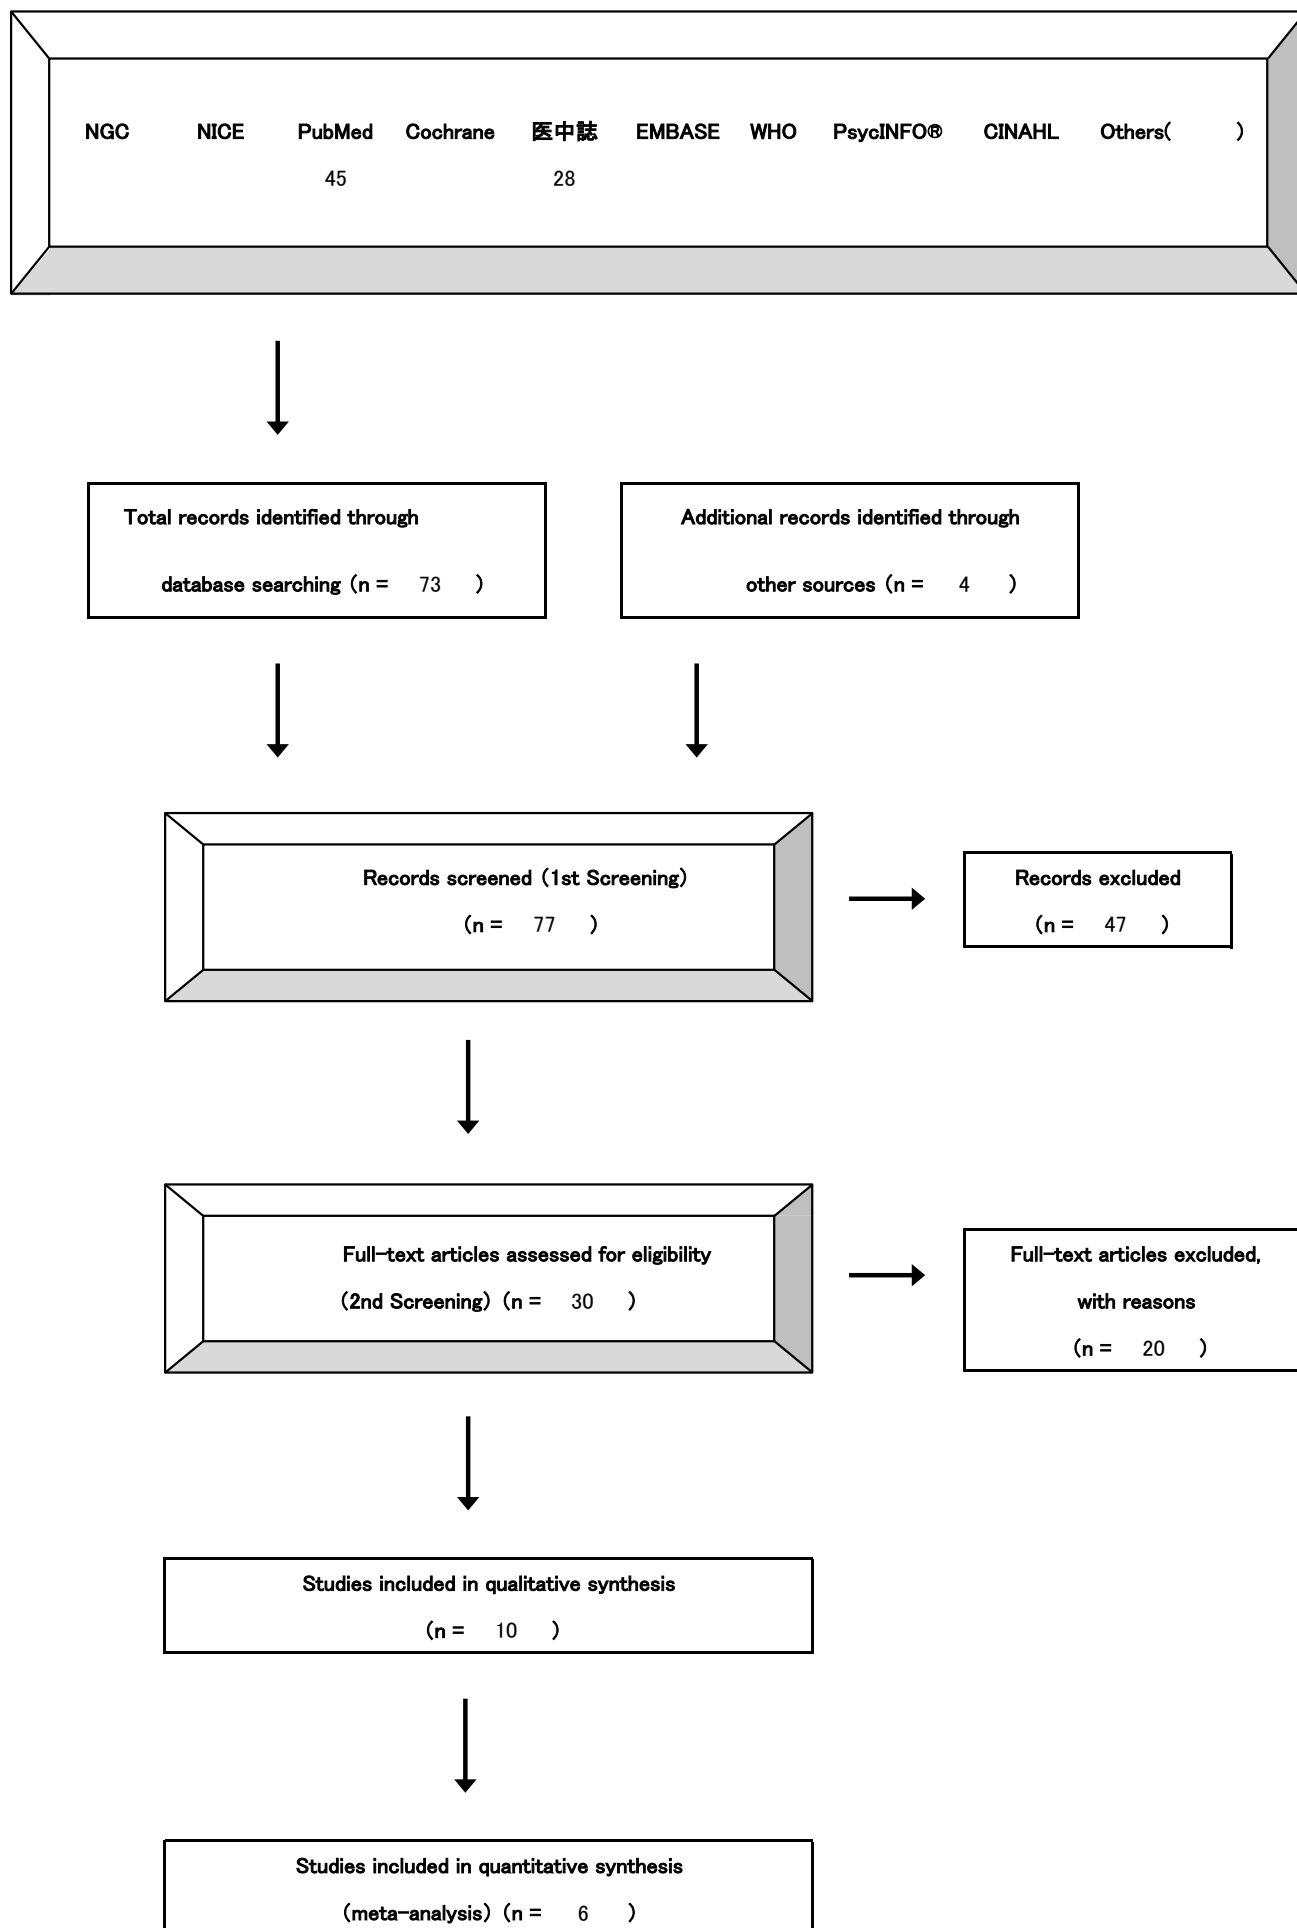 NGC NICE PubMed Cochrane 医中誌 EMBASE WHO PsycINFO® CINAHL Others( )
45 28
Total records identified through
database searching (n = 73 )
Additional records identified through
other sources (n = 4 )
Records screened (1st Screening)
(n = 77 )
Records excluded
(n = 47 )
Full-text articles assessed for eligibility
(2nd Screening) (n = 30 )
Full-text articles excluded,
with reasons
(n = 20 )
Studies included in qualitative synthesis
(n = 10 )
Studies included in quantitative synthesis
(meta-analysis) (n = 6 )